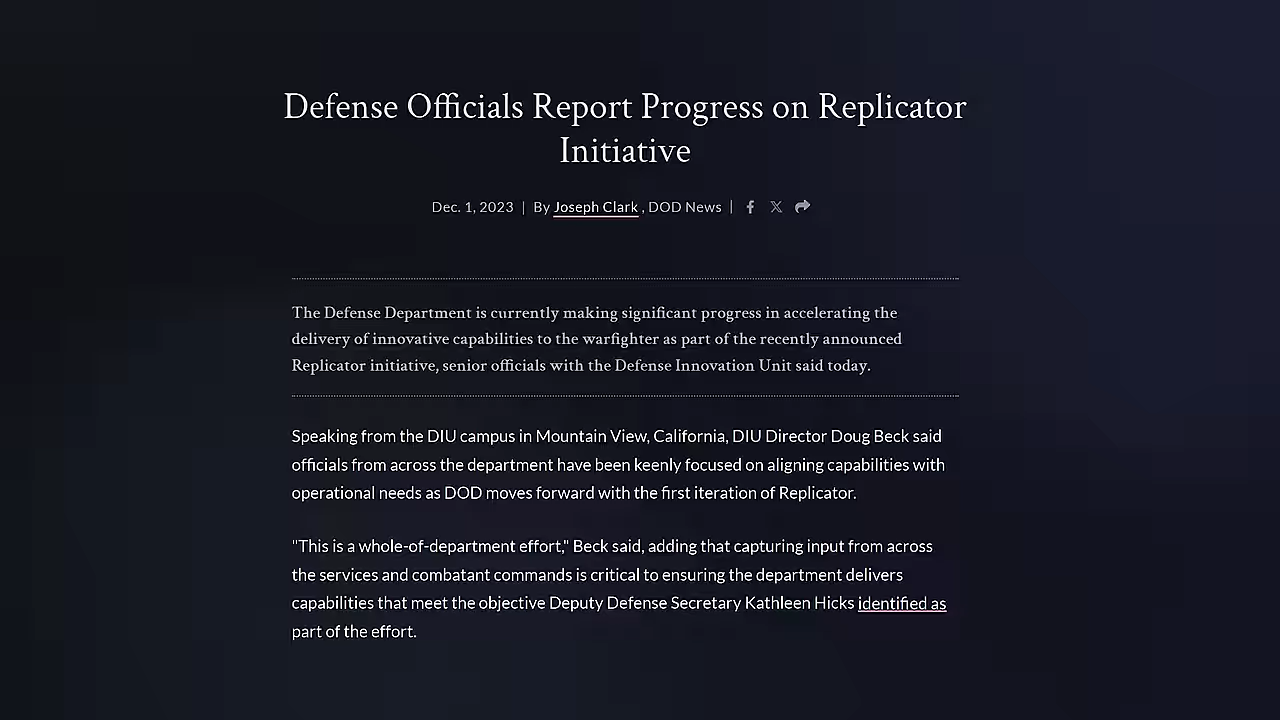 Defense Officials Report Progress on Replicator
Initiative
Dec. 1, 2023 | By Joseph Clark , DOD News |
The Defense Department is currently making significant progress in accelerating the
delivery of innovative capabilities to the warfighter as part of the recently announced
Replicator initiative, senior officials with the Defense Innovation Unit said today.
Speaking from the DIU campus in Mountain View, California, DIU Director Doug Beck said
officials from across the department have been keenly focused on aligning capabilities with
operational needs as DOD moves forward with the first iteration of Replicator.
"This is a whole-of-department effort," Beck said, adding that capturing input from across
the services and combatant commands is critical to ensuring the department delivers
capabilities that meet the objective Deputy Defense Secretary Kathleen Hicks identified as
part of the effort.